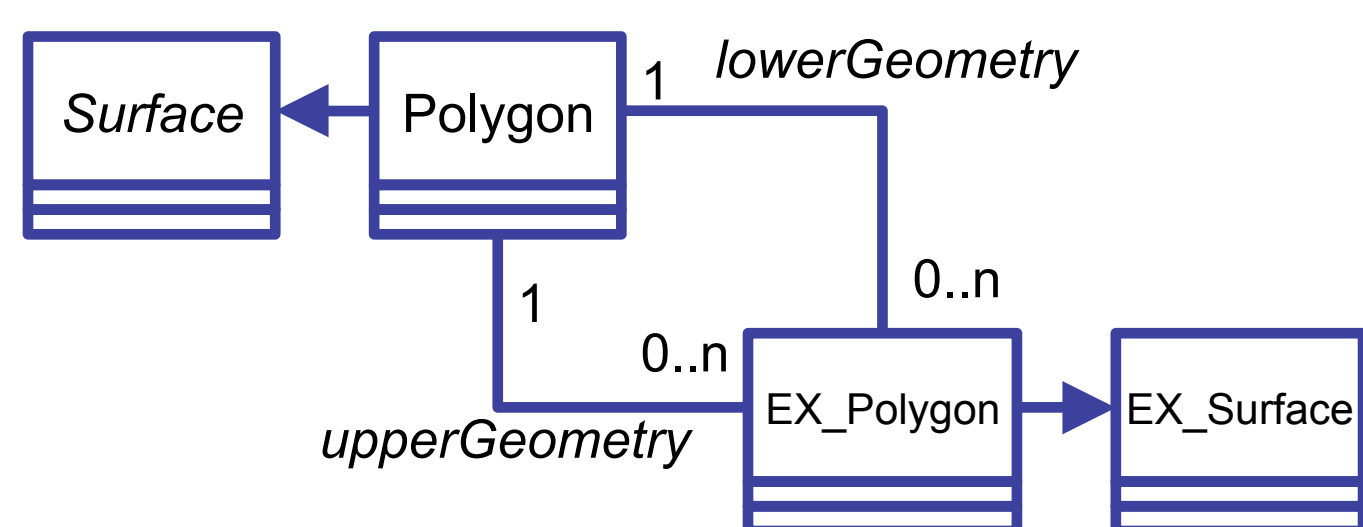 lowerGeometry
1
Surface
Polygon
0..n
1
0..n
EX_Polygon
EX_Surface
upperGeometry